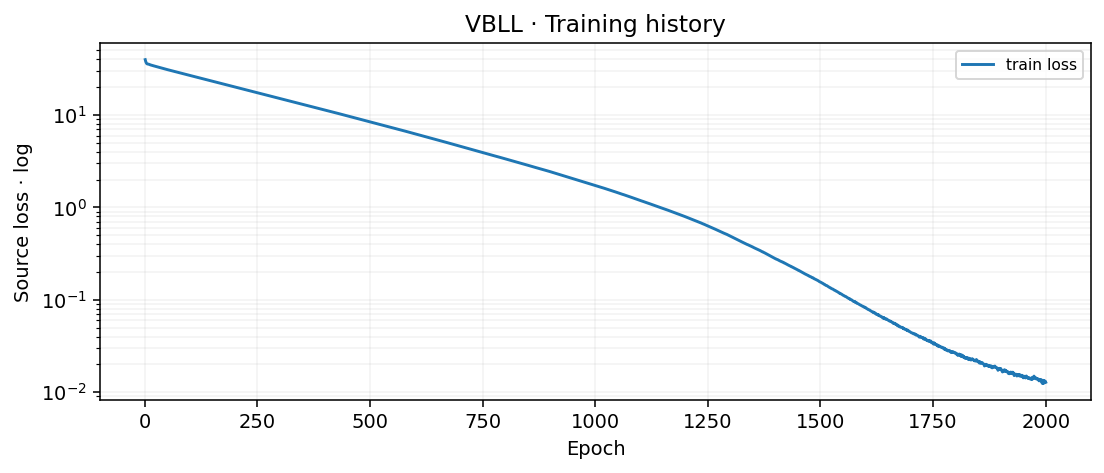 VBLL · Training history
train loss
Source loss · log
10¹
10⁰
10⁻¹
10⁻²
0 250 500 750 1000 1250 1500 1750 2000
Epoch